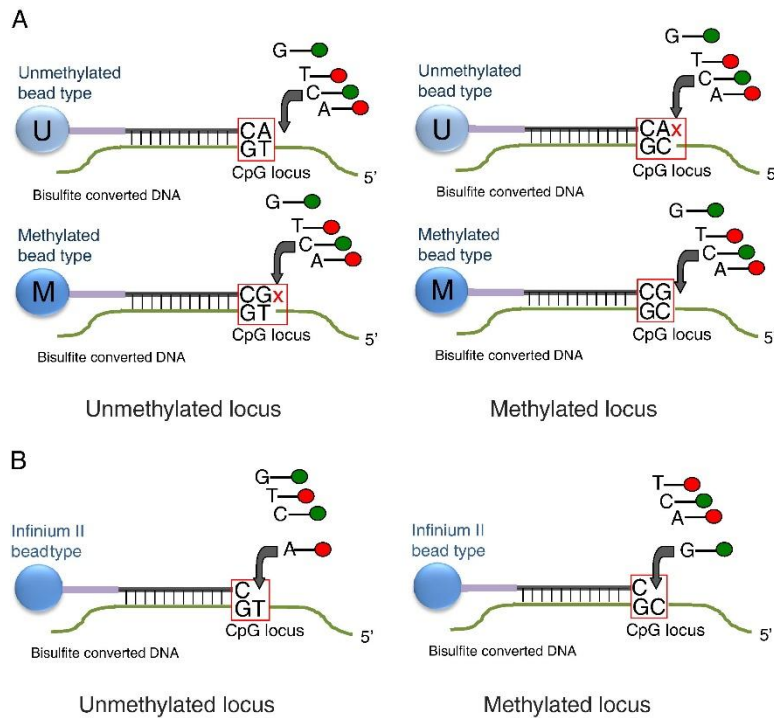 A
Unmethylated
bead type
U
G
T
C
A
CA
GT
CpG locus
Bisulfite converted DNA
5'
Methylated
bead type
M
G
T
C
A
CGx
GT
CpG locus
Bisulfite converted DNA
5'
Unmethylated locus
Unmethylated
bead type
U
G
T
C
A
CAx
GC
CpG locus
Bisulfite converted DNA
5'
Methylated
bead type
M
G
T
C
A
CG
GC
CpG locus
Bisulfite converted DNA
5'
Methylated locus
B
Infinium II
beadtype
G
T
C
A
C
GT
CpG locus
Bisulfite converted DNA
5'
Unmethylated locus
Infinium II
bead type
T
C
A
G
C
GC
CpG locus
Bisulfite converted DNA
5'
Methylated locus